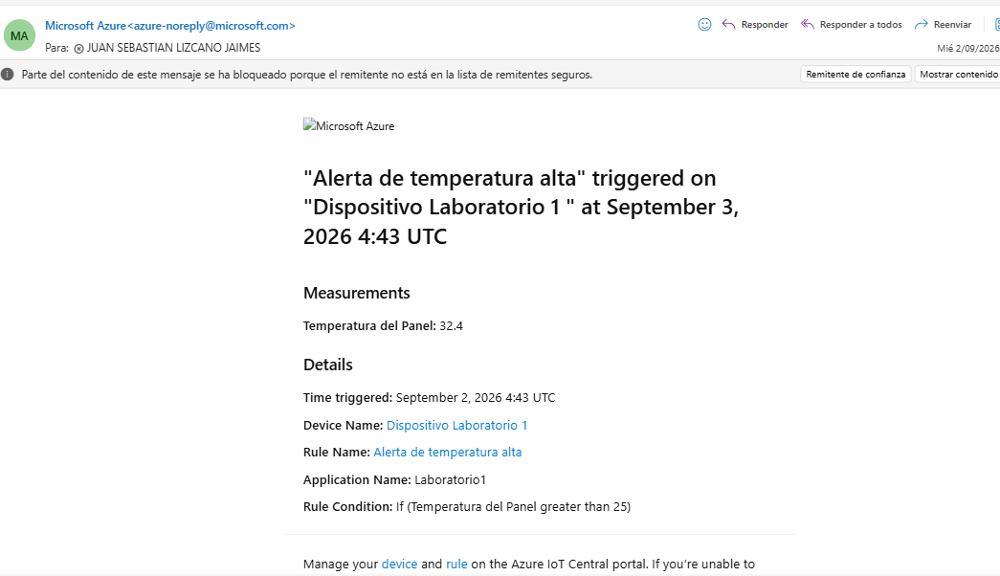 MA
Microsoft Azure<azure-noreply@microsoft.com>
Responder
Responder a todos
Reenviar
Para: JUAN SEBASTIAN LIZCANO JAIMES
Mié 2/09/2026
Parte del contenido de este mensaje se ha bloqueado porque el remitente no está en la lista de remitentes seguros.
Remitente de confianza
Mostrar contenido
Microsoft Azure
"Alerta de temperatura alta" triggered on
"Dispositivo Laboratorio 1 " at September 3,
2026 4:43 UTC
Measurements
Temperatura del Panel: 32.4
Details
Time triggered: September 2, 2026 4:43 UTC
Device Name: Dispositivo Laboratorio 1
Rule Name: Alerta de temperatura alta
Application Name: Laboratorio1
Rule Condition: If (Temperatura del Panel greater than 25)
Manage your device and rule on the Azure IoT Central portal. If you're unable to